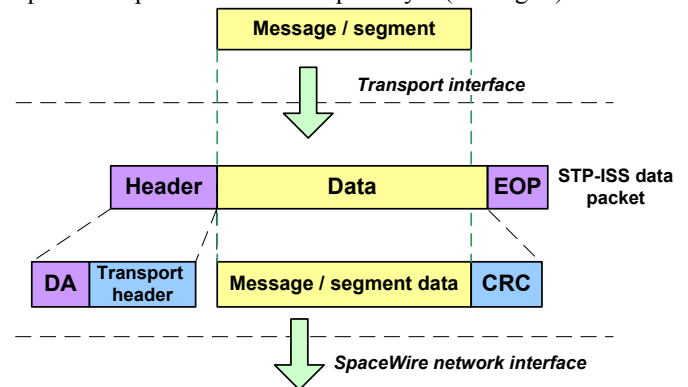 Message / segment
Transport interface
Header Data EOP STP-ISS data
packet
DA Transport
header Message / segment data CRC
SpaceWire network interface